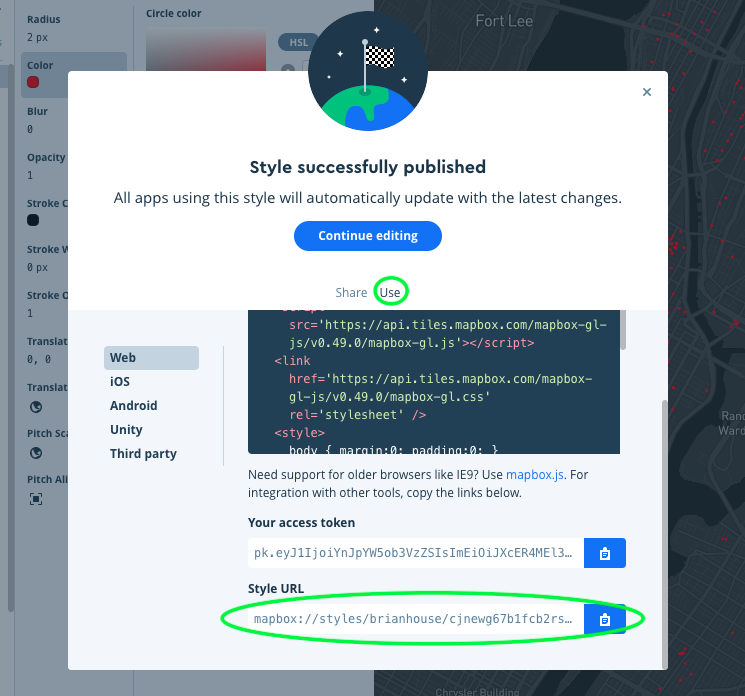 Radius
2 px
Color
Blur
0
Opacity
1
Stroke C
Stroke W
0 px
Stroke O
1
Translat
0, 0
Translat
Pitch Sca
Pitch Ali
Circle color
HSL
Fort Lee
Style successfully published
All apps using this style will automatically update with the latest changes.
Continue editing
Share Use
Web
iOS
Android
Unity
Third party
src='https://api.tiles.mapbox.com/mapbox-gl-
js/v0.49.0/mapbox-gl.js'></script>
<link
href='https://api.tiles.mapbox.com/mapbox-
gl-js/v0.49.0/mapbox-gl.css'
rel='stylesheet' />
<style>
body { margin:0; padding:0; }
Need support for older browsers like IE9? Use mapbox.js. For
integration with other tools, copy the links below.
Your access token
pk.eyJ1IjoiYnJpYW5ob3VzZSIsImEiOiJXcER4MEl3…
Style URL
mapbox://styles/brianhouse/cjnewg67b1fcb2rs…
Ward
Chrysler Building